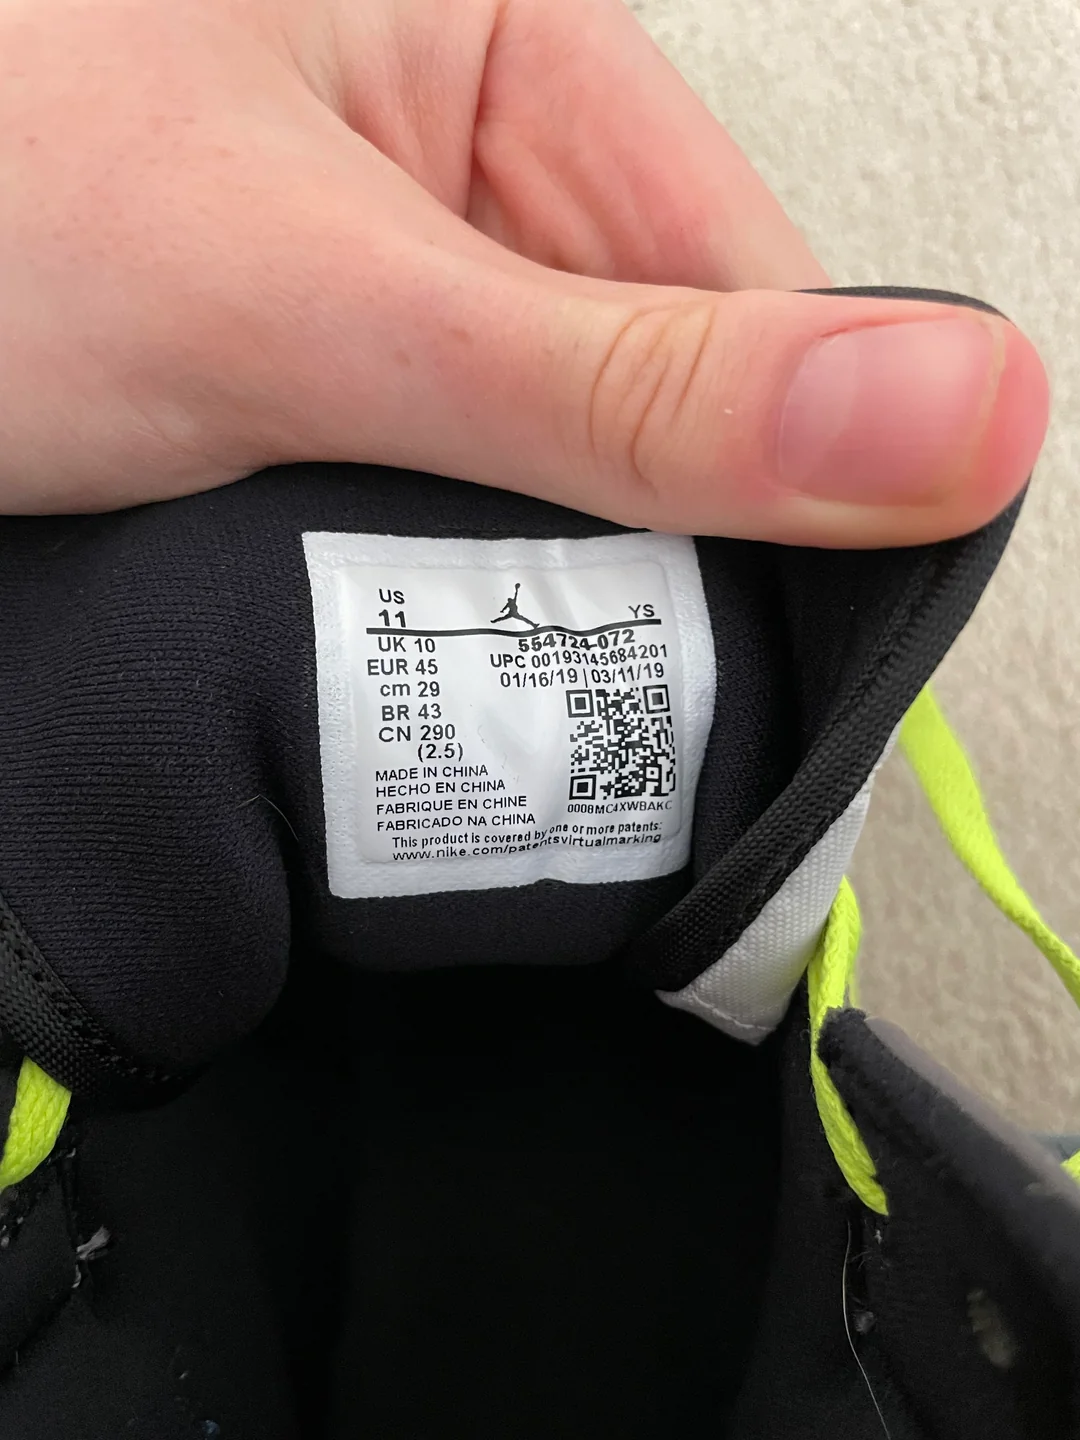 US
11
YS
UK 10
EUR 45
cm 29
BR 43
CN 290
(2.5)
554724-072
UPC 00193145684201
01/16/19 | 03/11/19
MADE IN CHINA
HECHO EN CHINA
FABRIQUE EN CHINE
FABRICADO NA CHINA
0008MC4XWBAKC
This product is covered by one or more patents:
www.nike.com/patentsvirtualmarking